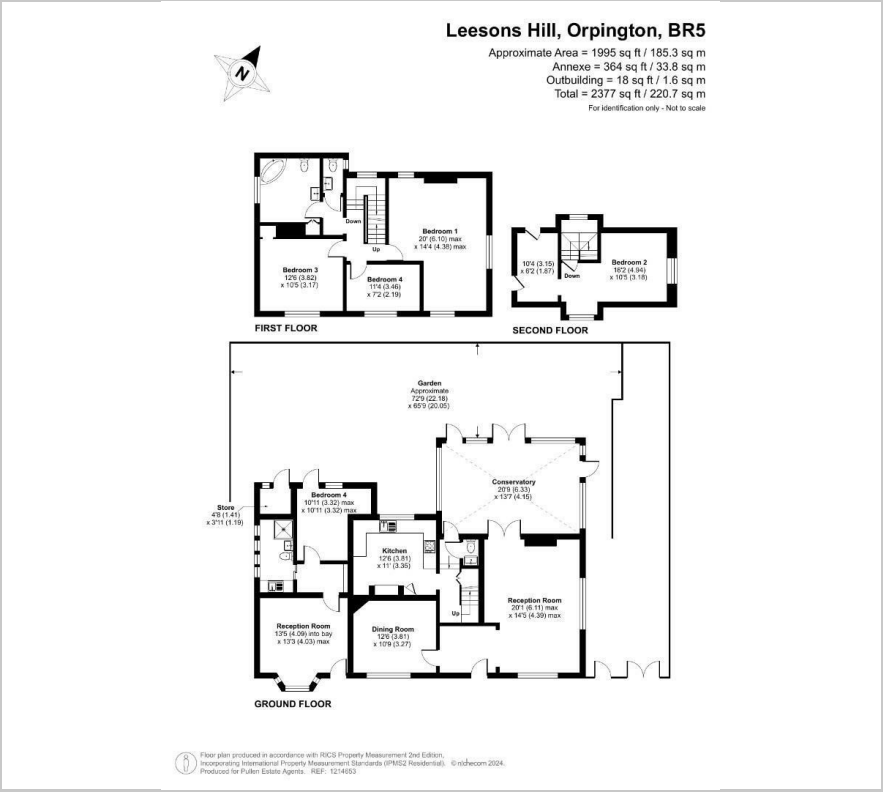 Leesons Hill, Orpington, BR5
Approximate Area = 1995 sq ft / 185.3 sq m
Annexe = 364 sq ft / 33.8 sq m
Outbuilding = 18 sq ft / 1.6 sq m
Total = 2377 sq ft / 220.7 sq m
For identification only - Not to scale
N
Down
Up
Bedroom 1
20' (6.10) max
x 14'4 (4.38) max
Bedroom 3
12'6 (3.82)
x 10'5 (3.17)
Bedroom 4
11'4 (3.46)
x 7'2 (2.19)
FIRST FLOOR
10'4 (3.15)
x 6'2 (1.87)
Down
Bedroom 2
16'2 (4.94)
x 10'5 (3.18)
SECOND FLOOR
Garden
Approximate
72'9 (22.18)
x 65'9 (20.05)
Conservatory
20'9 (6.33)
x 13'7 (4.15)
Store
4'8 (1.41)
x 3'11 (1.19)
Bedroom 4
10'11 (3.32) max
x 10'11 (3.32) max
Kitchen
12'6 (3.81)
x 11' (3.35)
Up
Reception Room
20'1 (6.11) max
x 14'5 (4.39) max
Reception Room
13'5 (4.09) into bay
x 13'3 (4.03) max
Dining Room
12'6 (3.81)
x 10'9 (3.27)
GROUND FLOOR
Floor plan produced in accordance with RICS Property Measurement 2nd Edition,
Incorporating International Property Measurement Standards (IPMS2 Residential). © nichecom 2024.
Produced for Pullen Estate Agents. REF: 1214653